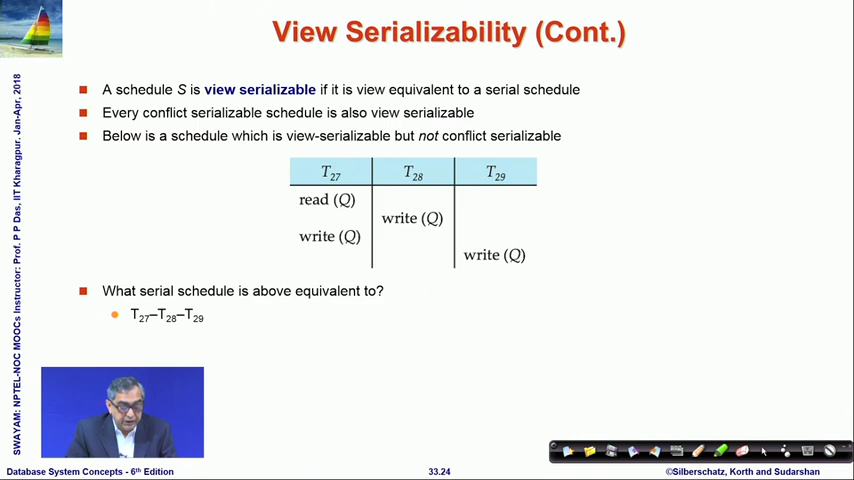 View Serializability (Cont.)
A schedule S is view serializable if it is view equivalent to a serial schedule
Every conflict serializable schedule is also view serializable
Below is a schedule which is view-serializable but not conflict serializable
T27 T28 T29
read (Q)
write (Q)
write (Q)
write (Q)
What serial schedule is above equivalent to?
T27–T28–T29
SWAYAM: NPTEL-NOC MOOCs Instructor: Prof. P P Das, IIT Kharagpur. Jan-Apr, 2018
Database System Concepts - 6th Edition
33.24
©Silberschatz, Korth and Sudarshan